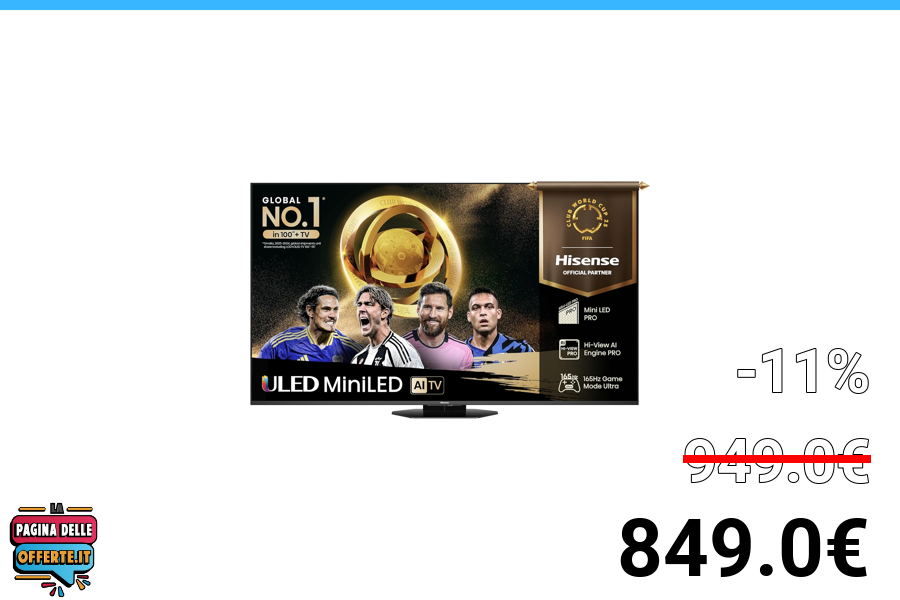 GLOBAL
NO.1
in 100"+ TV
CLUB WORLD CUP 25
FIFA
Hisense
OFFICIAL PARTNER
Mini LED
PRO
Hi-View AI
Engine PRO
165Hz Game
Mode Ultra
ULED MiniLED AI TV
-11%
949.0€
849.0€
LA
PAGINA DELLE
OFFERTE.IT